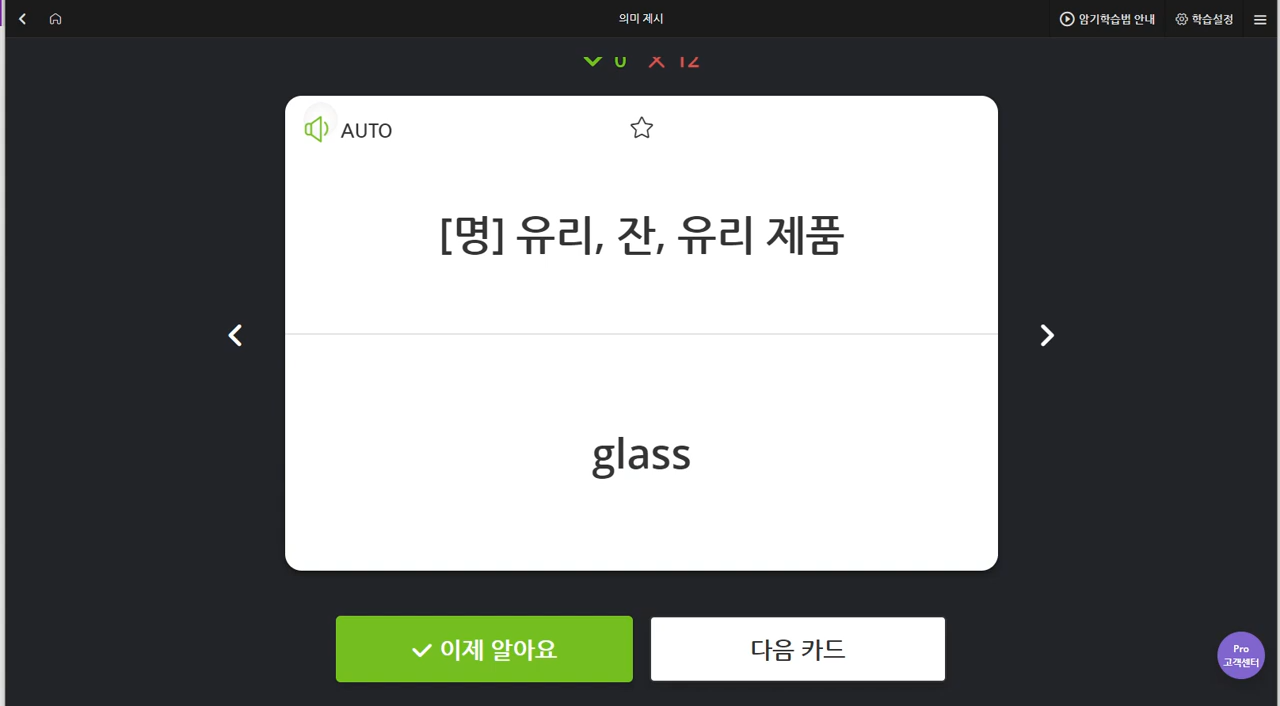 의미 제시
암기학습법 안내
학습설정
0 12
AUTO
[명] 유리, 잔, 유리 제품
glass
이제 알아요
다음 카드
Pro
고객센터